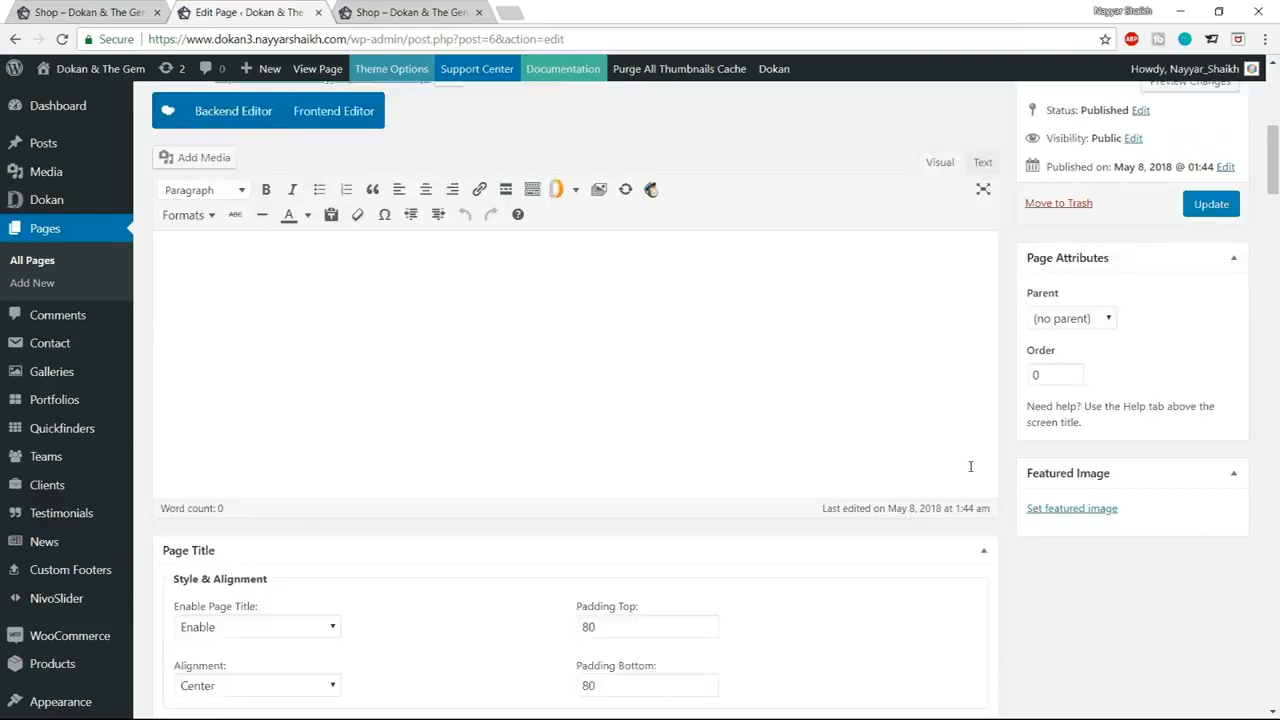 Shop – Dokan & The Gem
Edit Page ‹ Dokan & The
Shop – Dokan & The Gem
Nayyar Shaikh
Secure
https://www.dokan3.nayyarshaikh.com/wp-admin/post.php?post=6&action=edit
Dokan & The Gem
2
0
New
View Page
Theme Options
Support Center
Documentation
Purge All Thumbnails Cache
Dokan
Howdy, Nayyar_Shaikh
Dashboard
Posts
Media
Dokan
Pages
All Pages
Add New
Comments
Contact
Galleries
Portfolios
Quickfinders
Teams
Clients
Testimonials
News
Custom Footers
NivoSlider
WooCommerce
Products
Appearance
Backend Editor
Frontend Editor
Add Media
Visual
Text
Paragraph
Formats
ABC
Word count: 0
Last edited on May 8, 2018 at 1:44 am
Page Title
Style & Alignment
Enable Page Title:
Enable
Padding Top:
80
Alignment:
Center
Padding Bottom:
80
Preview Changes
Status: Published Edit
Visibility: Public Edit
Published on: May 8, 2018 @ 01:44 Edit
Move to Trash
Update
Page Attributes
Parent
(no parent)
Order
0
Need help? Use the Help tab above the
screen title.
Featured Image
Set featured image